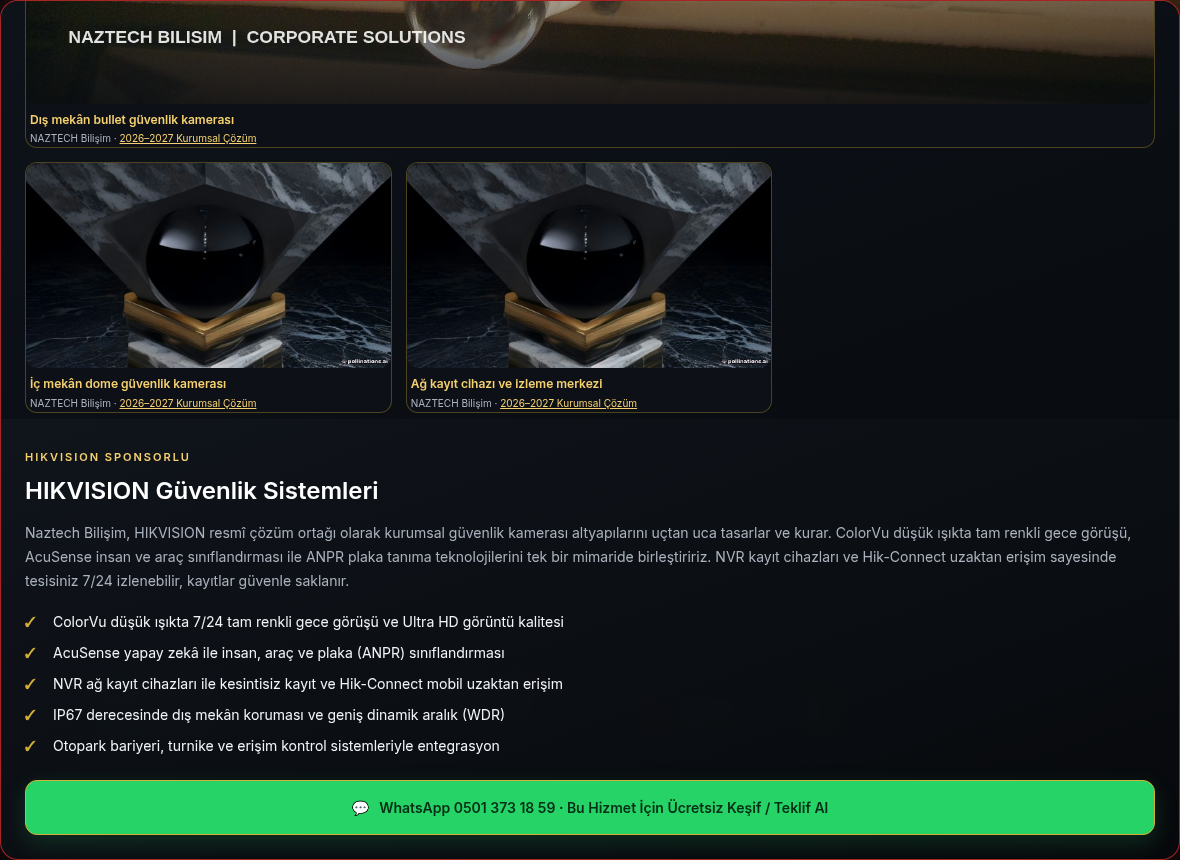 NAZTECH BILISIM | CORPORATE SOLUTIONS
Dış mekân bullet güvenlik kamerası
NAZTECH Bilişim · 2026–2027 Kurumsal Çözüm
© pollinations.ai
© pollinations.ai
İç mekân dome güvenlik kamerası
NAZTECH Bilişim · 2026–2027 Kurumsal Çözüm
Ağ kayıt cihazı ve izleme merkezi
NAZTECH Bilişim · 2026–2027 Kurumsal Çözüm
HIKVISION SPONSORLU
HIKVISION Güvenlik Sistemleri
Naztech Bilişim, HIKVISION resmî çözüm ortağı olarak kurumsal güvenlik kamerası altyapılarını uçtan uca tasarlar ve kurar. ColorVu düşük ışıkta tam renkli gece görüşü,
AcuSense insan ve araç sınıflandırması ile ANPR plaka tanıma teknolojilerini tek bir mimaride birleştiririz. NVR kayıt cihazları ve Hik-Connect uzaktan erişim sayesinde
tesisiniz 7/24 izlenebilir, kayıtlar güvenle saklanır.
✓ ColorVu düşük ışıkta 7/24 tam renkli gece görüşü ve Ultra HD görüntü kalitesi
✓ AcuSense yapay zekâ ile insan, araç ve plaka (ANPR) sınıflandırması
✓ NVR ağ kayıt cihazları ile kesintisiz kayıt ve Hik-Connect mobil uzaktan erişim
✓ IP67 derecesinde dış mekân koruması ve geniş dinamik aralık (WDR)
✓ Otopark bariyeri, turnike ve erişim kontrol sistemleriyle entegrasyon
💬 WhatsApp 0501 373 18 59 · Bu Hizmet İçin Ücretsiz Keşif / Teklif Al